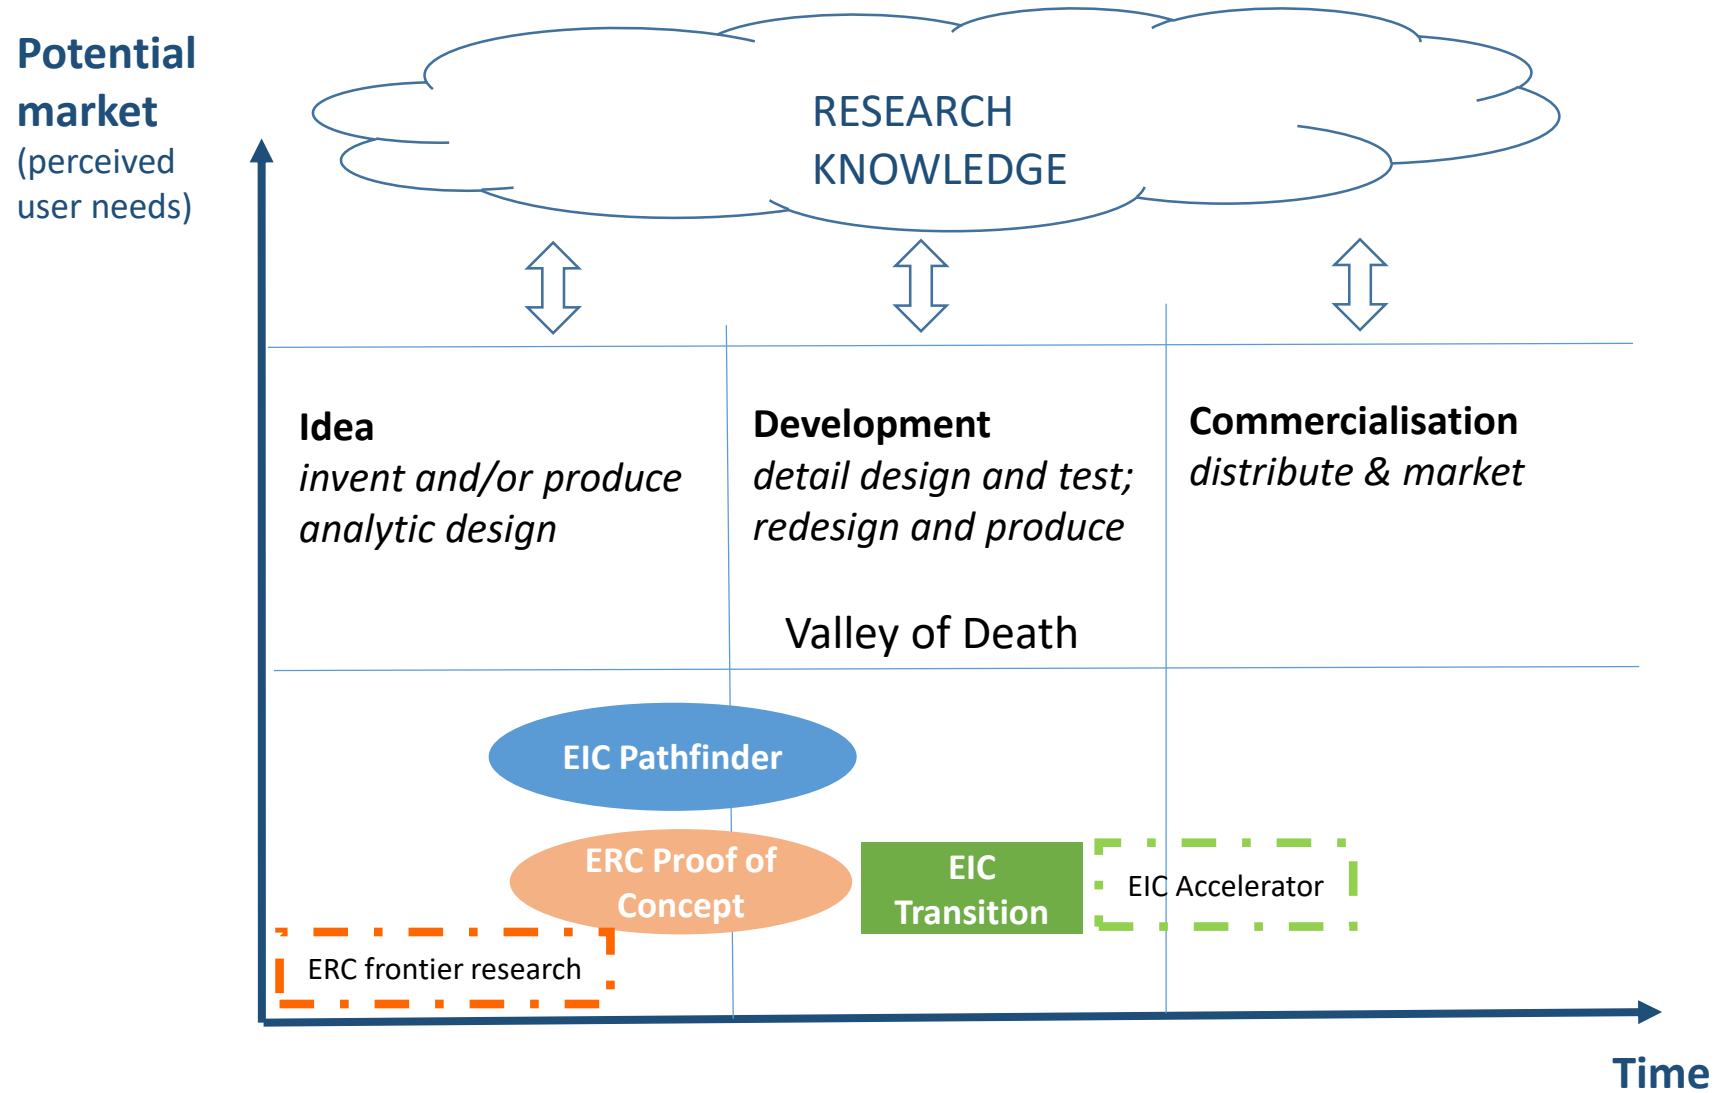 Potential
market
(perceived
user needs)
RESEARCH
KNOWLEDGE
Idea
invent and/or produce
analytic design
Development
detail design and test;
redesign and produce
Valley of Death
Commercialisation
distribute & market
EIC Pathfinder
ERC Proof of
Concept
EIC
Transition
EIC Accelerator
ERC frontier research
Time